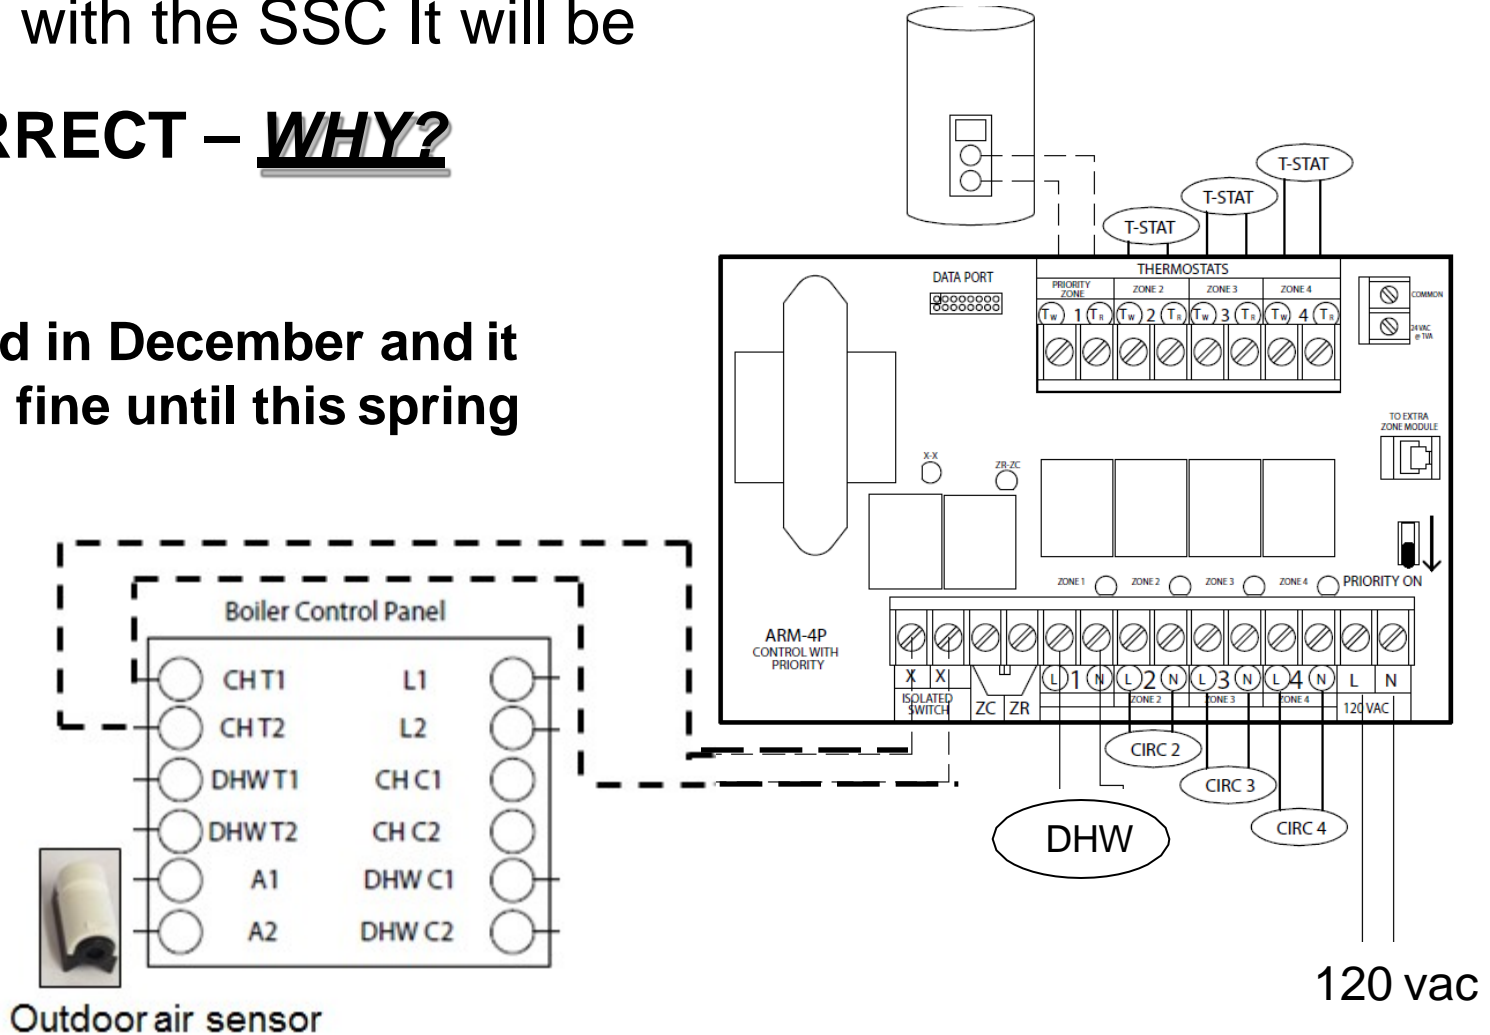 with the SSC It will be
RRECT – WHY?
d in December and it
fine until this spring
T-STAT
T-STAT
T-STAT
DATA PORT
THERMOSTATS
PRIORITY ZONE
ZONE 2
ZONE 3
ZONE 4
TW 1 TR
TW 2 TR
TW 3 TR
TW 4 TR
COMMON
24 VAC
@ 1VA
TO EXTRA
ZONE MODULE
X-X
ZR-ZC
ZONE 1
ZONE 2
ZONE 3
ZONE 4
PRIORITY ON
ARM-4P
CONTROL WITH
PRIORITY
X X
ISOLATED
SWITCH
ZC ZR
L 1 N
L 2 N
L 3 N
L 4 N
L N
ZONE 2
ZONE 3
ZONE 4
120 VAC
CIRC 2
CIRC 3
CIRC 4
DHW
120 vac
Boiler Control Panel
CH T1 L1
CH T2 L2
DHW T1 CH C1
DHW T2 CH C2
A1 DHW C1
A2 DHW C2
Outdoor air sensor